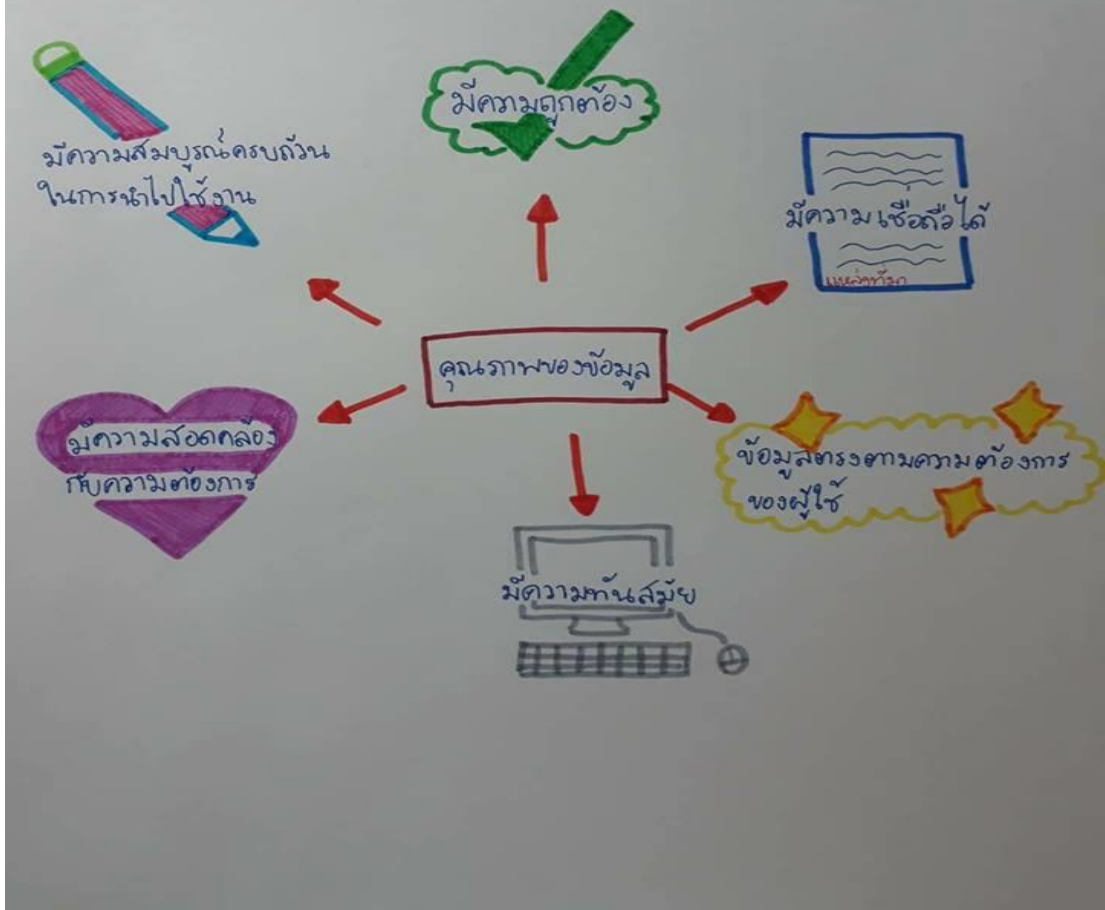 มีความถูกต้อง
มีความสมบูรณ์ครบถ้วน
ในการนำไปใช้งาน
มีความเชื่อถือได้
แหล่งที่มา
คุณภาพของข้อมูล
มีความสอดคล้อง
กับความต้องการ
ข้อมูลตรงตามความต้องการ
ของผู้ใช้
มีความทันสมัย